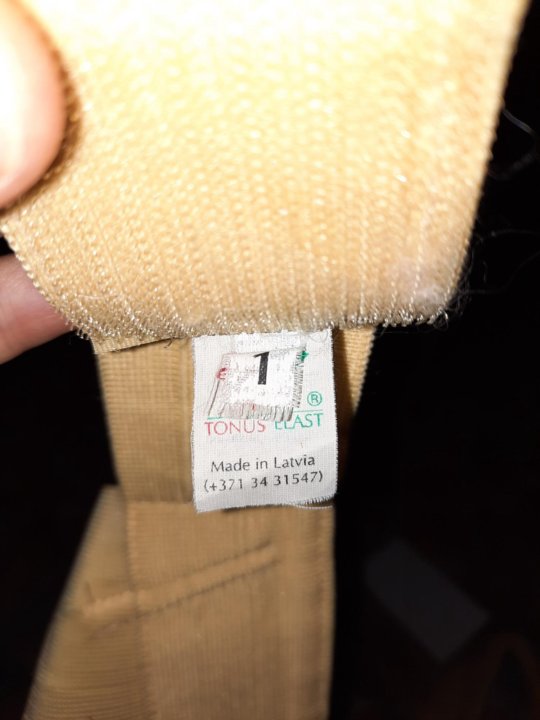 1
®
TONUS ELAST
Made in Latvia
(+371 34 31547)